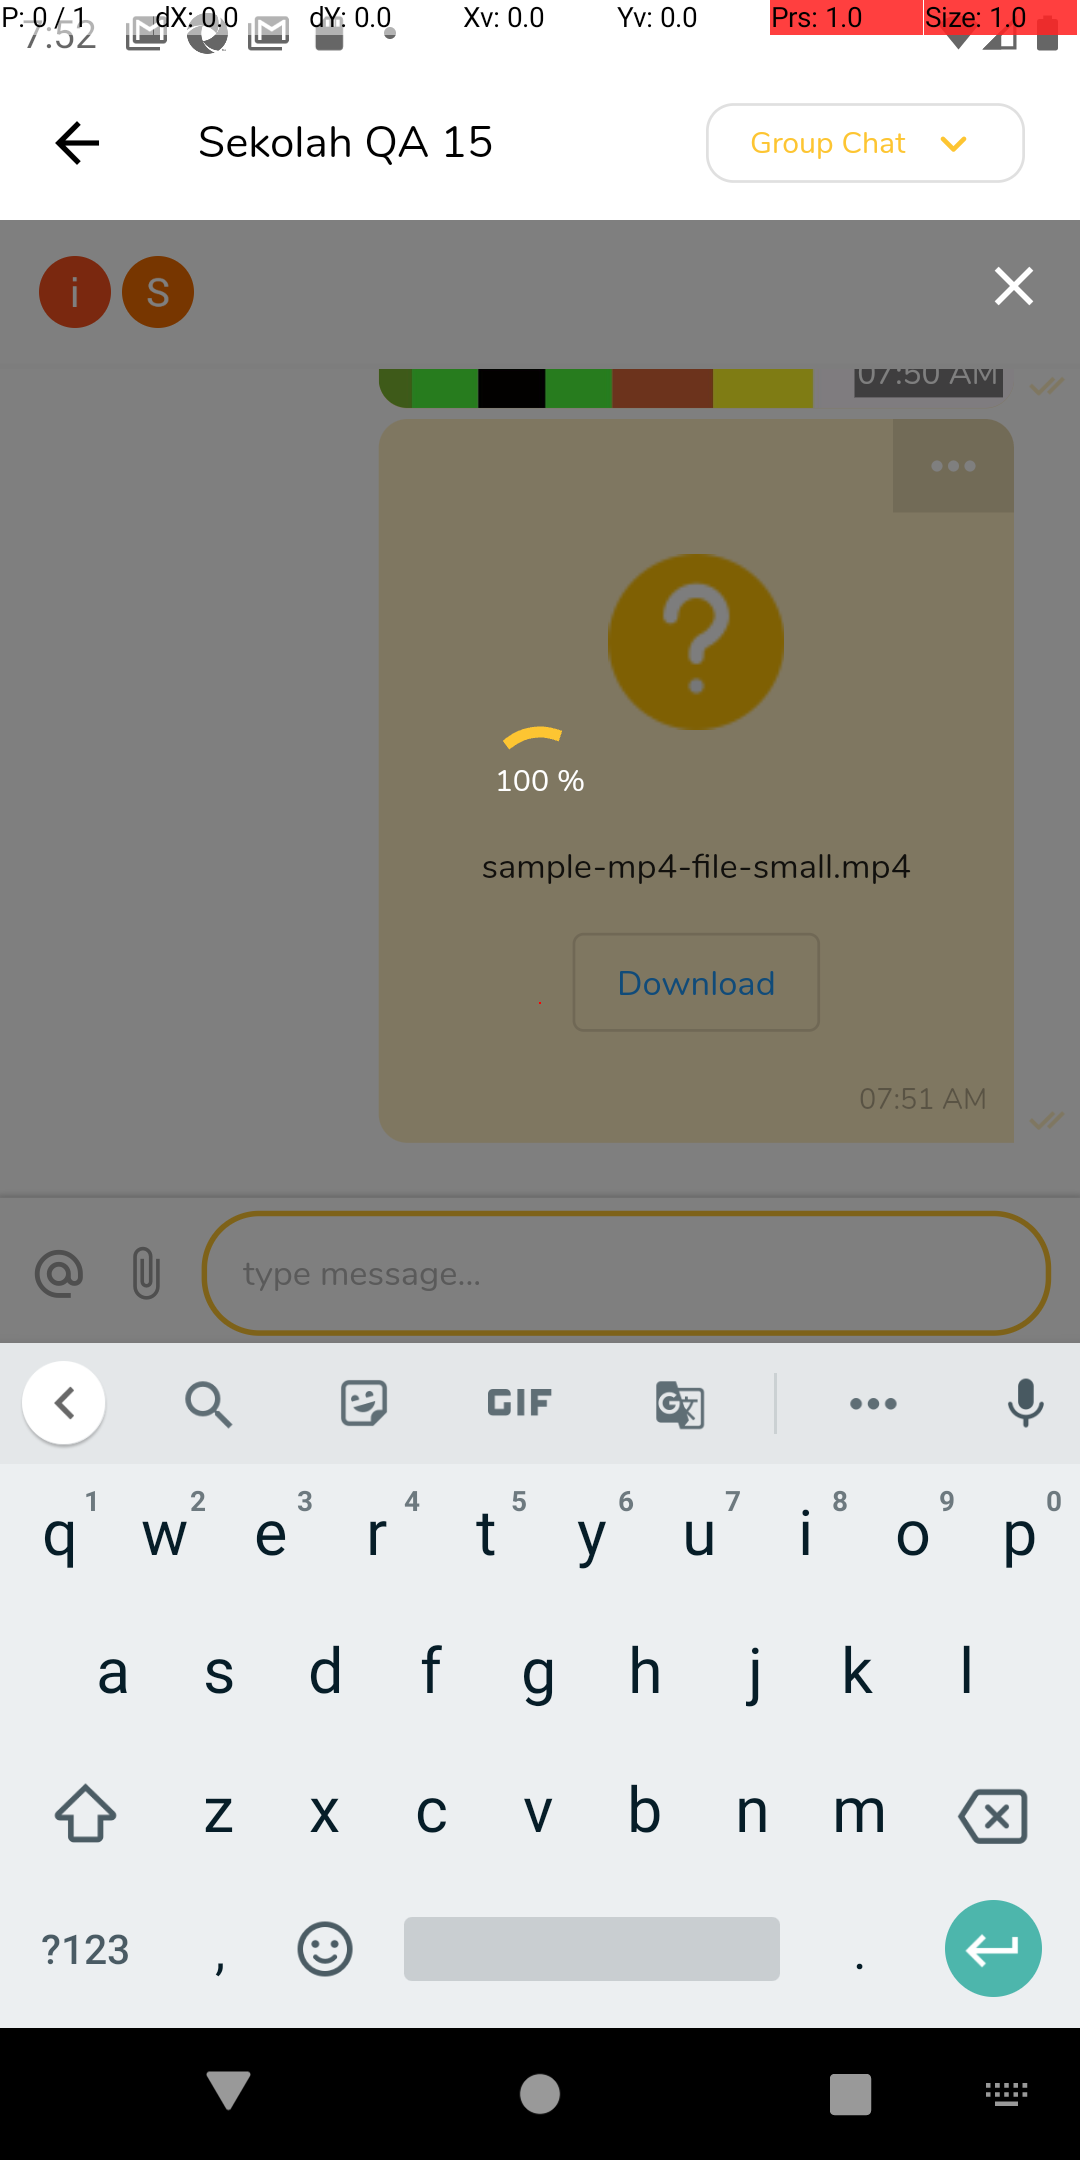 P: 0 / 1 dX: 0.0 dY: 0.0 Xv: 0.0 Yv: 0.0 Prs: 1.0 Size: 1.0
7:52
Sekolah QA 15 Group Chat
i S
07:50 AM
?
100 %
sample-mp4-file-small.mp4
Download
07:51 AM
@ type message...
GIF G
1 2 3 4 5 6 7 8 9 0
q w e r t y u i o p
a s d f g h j k l
z x c v b n m
?123 , .